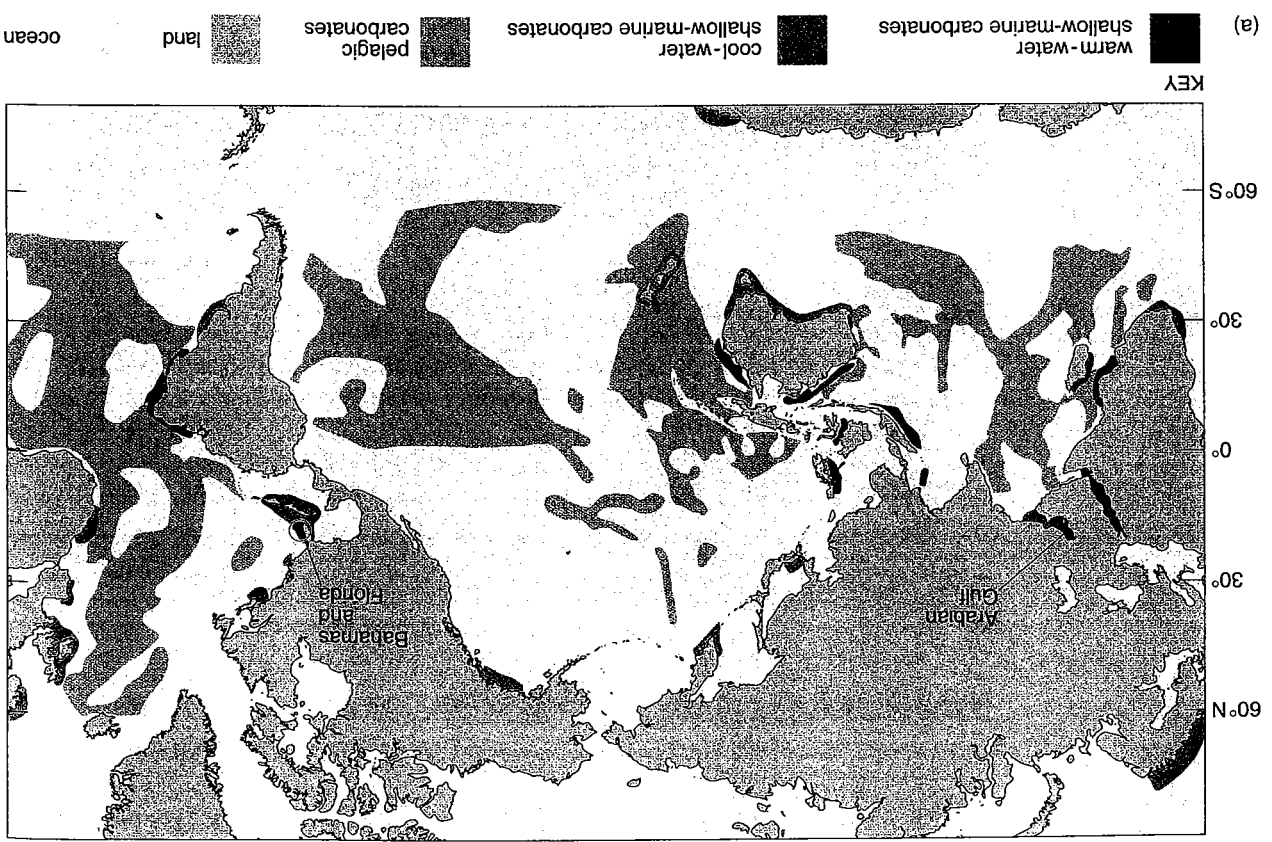 60°N
30°
0°
30°
60°S
Arabian
Gulf
Bahamas
and
Florida
KEY
(a)
warm-water
shallow-marine carbonates
cool-water
shallow-marine carbonates
pelagic
carbonates
land
ocean